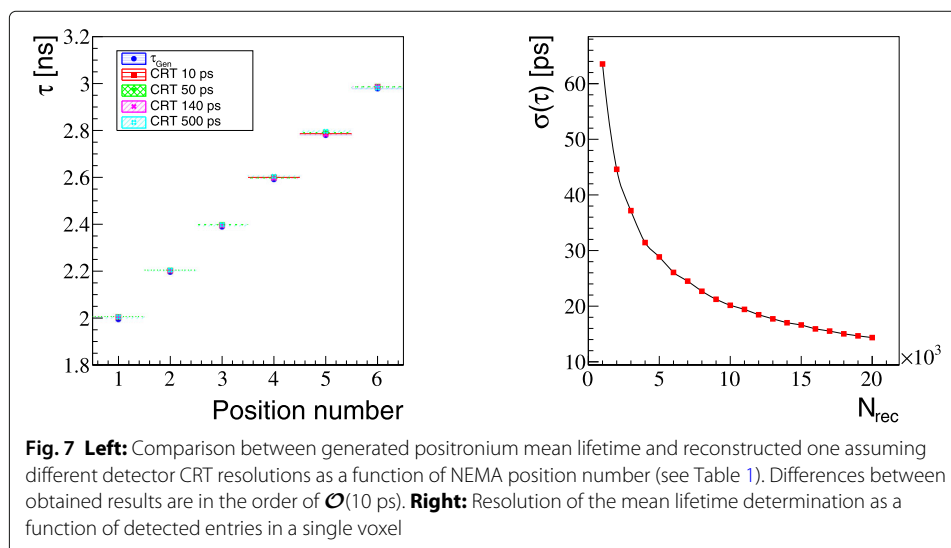 τ [ns]
3.2
3
2.8
2.6
2.4
2.2
2
1.8
τGen
CRT 10 ps
CRT 50 ps
CRT 140 ps
CRT 500 ps
1 2 3 4 5 6
Position number
σ(τ) [ps]
60
50
40
30
20
10
0 5 10 15 20
×10³
Nrec
Fig. 7 Left: Comparison between generated positronium mean lifetime and reconstructed one assuming
different detector CRT resolutions as a function of NEMA position number (see Table 1). Differences between
obtained results are in the order of O(10 ps). Right: Resolution of the mean lifetime determination as a
function of detected entries in a single voxel